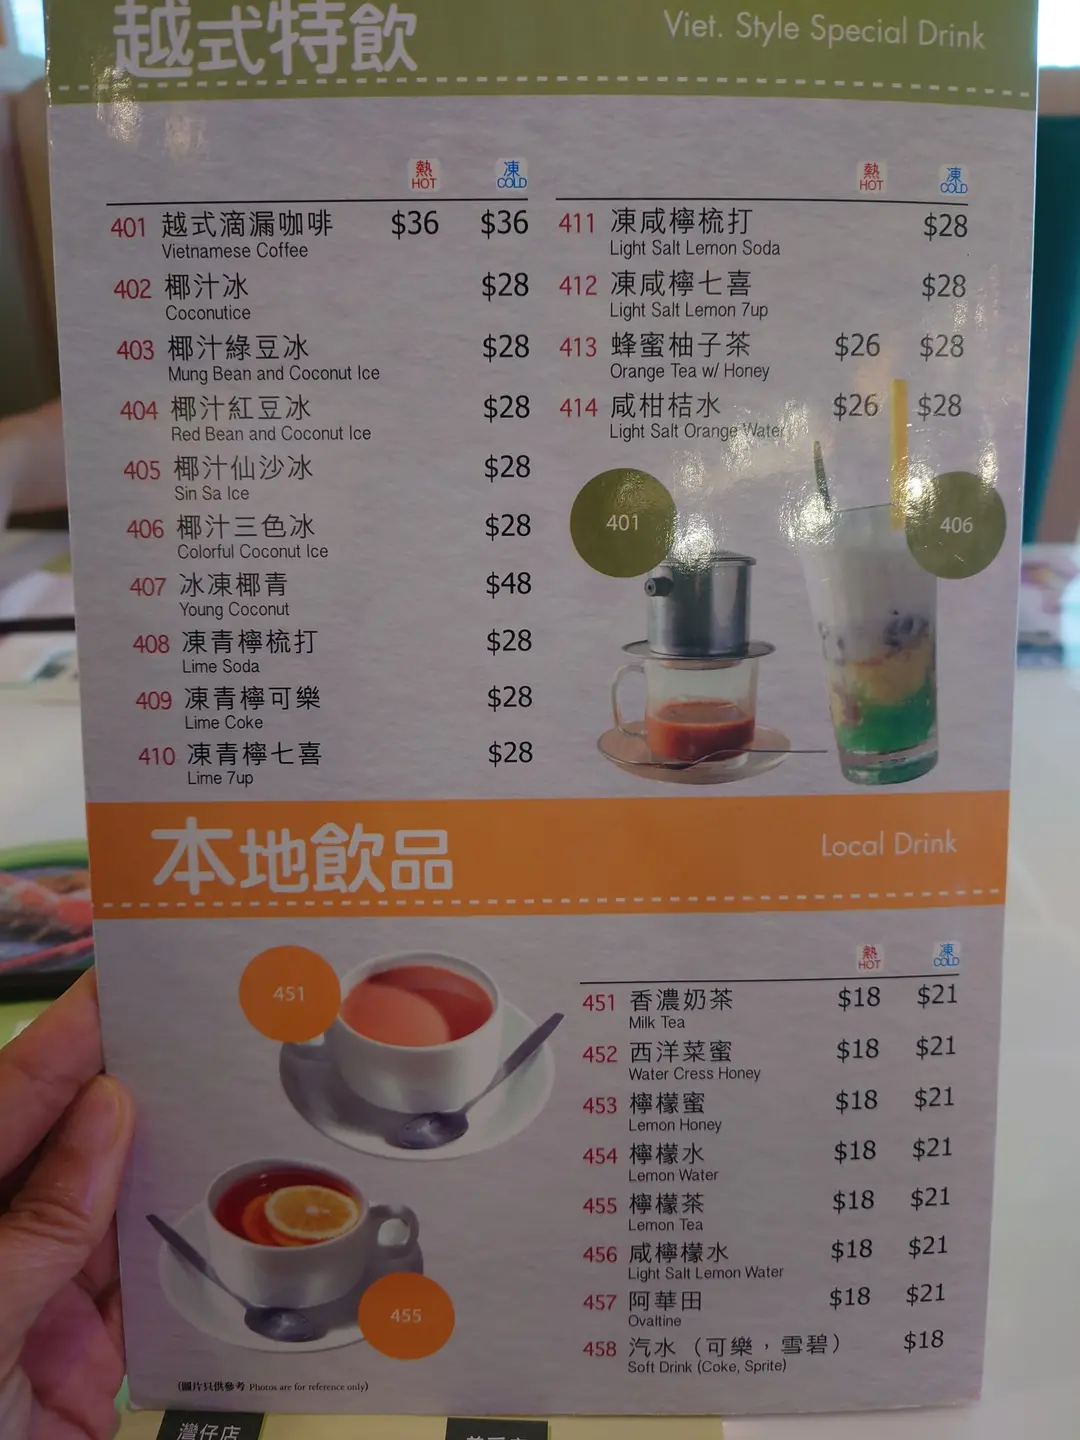 越式特飲
Viet. Style Special Drink
熱 凍
HOT COLD
401 越式滴漏咖啡 $36 $36
Vietnamese Coffee
402 椰汁冰 $28
Coconutice
403 椰汁綠豆冰 $28
Mung Bean and Coconut Ice
404 椰汁紅豆冰 $28
Red Bean and Coconut Ice
405 椰汁仙沙冰 $28
Sin Sa Ice
406 椰汁三色冰 $28
Colorful Coconut Ice
407 冰凍椰青 $48
Young Coconut
408 凍青檸梳打 $28
Lime Soda
409 凍青檸可樂 $28
Lime Coke
410 凍青檸七喜 $28
Lime 7up
熱 凍
HOT COLD
411 凍咸檸梳打 $28
Light Salt Lemon Soda
412 凍咸檸七喜 $28
Light Salt Lemon 7up
413 蜂蜜柚子茶 $26 $28
Orange Tea w/ Honey
414 咸柑桔水 $26 $28
Light Salt Orange Water
401
406
本地飲品
Local Drink
451
455
熱 凍
HOT COLD
451 香濃奶茶 $18 $21
Milk Tea
452 西洋菜蜜 $18 $21
Water Cress Honey
453 檸檬蜜 $18 $21
Lemon Honey
454 檸檬水 $18 $21
Lemon Water
455 檸檬茶 $18 $21
Lemon Tea
456 咸檸檬水 $18 $21
Light Salt Lemon Water
457 阿華田 $18 $21
Ovaltine
458 汽水（可樂，雪碧） $18
Soft Drink (Coke, Sprite)
(圖片只供參考 Photos are for reference only)
灣仔店